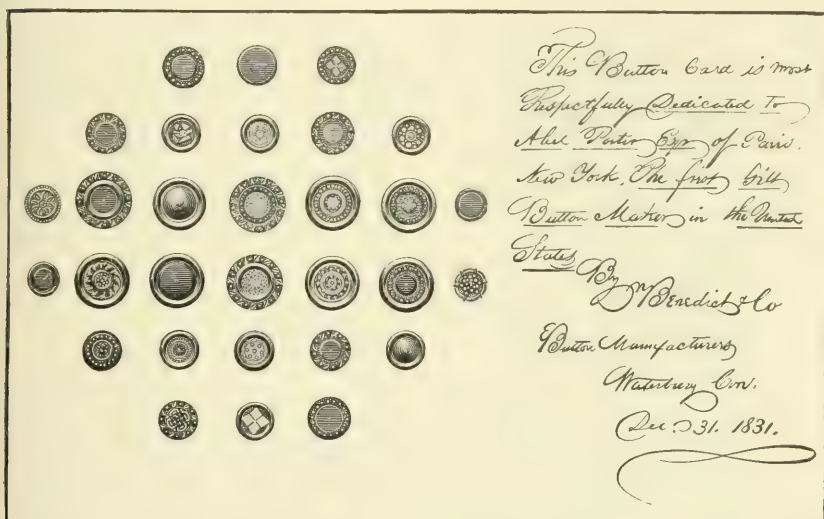 This Button Card is most
Respectfully Dedicated To
Abel Porter Esqr of Paris.
New York. The first Gilt
Button Maker in the United
States
By
Benedict & Co
Button Manufacturers
Waterbury Con.
Dec. 31. 1831.